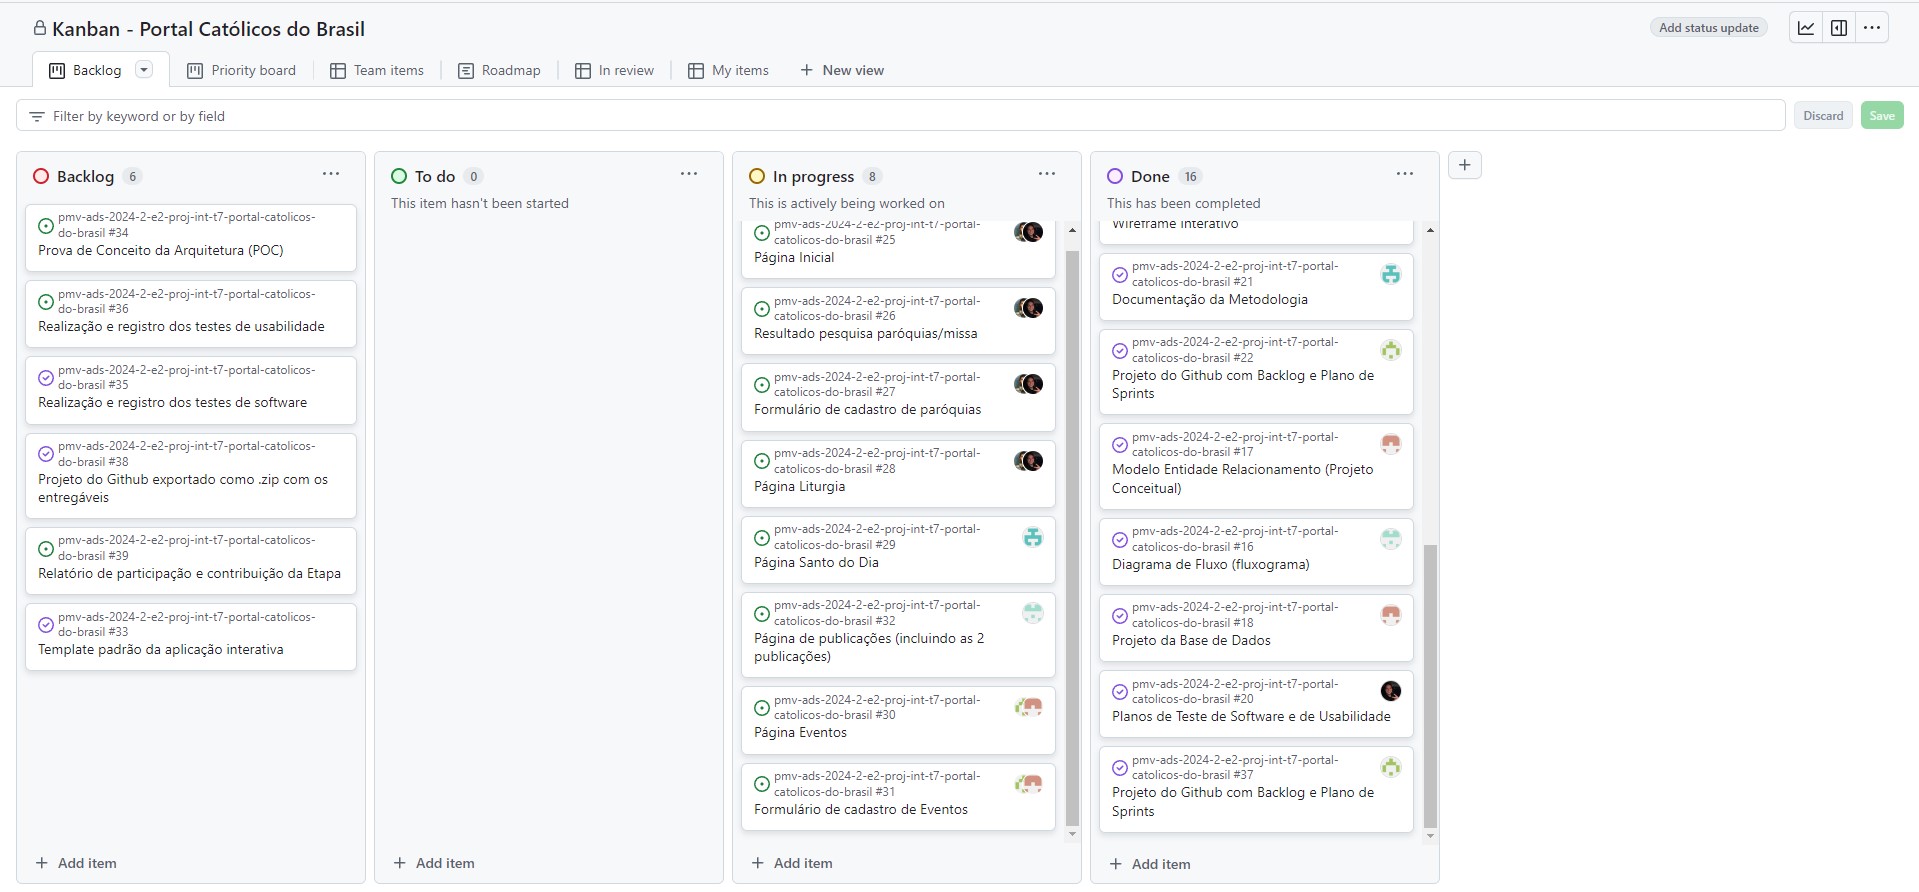 Kanban - Portal Católicos do Brasil
Add status update
Backlog
Priority board
Team items
Roadmap
In review
My items
New view
Filter by keyword or by field
Discard
Save
Backlog 6
pmv-ads-2024-2-e2-proj-int-t7-portal-catolicos-
do-brasil #34
Prova de Conceito da Arquitetura (POC)
pmv-ads-2024-2-e2-proj-int-t7-portal-catolicos-
do-brasil #36
Realização e registro dos testes de usabilidade
pmv-ads-2024-2-e2-proj-int-t7-portal-catolicos-
do-brasil #35
Realização e registro dos testes de software
pmv-ads-2024-2-e2-proj-int-t7-portal-catolicos-
do-brasil #38
Projeto do Github exportado como .zip com os
entregáveis
pmv-ads-2024-2-e2-proj-int-t7-portal-catolicos-
do-brasil #39
Relatório de participação e contribuição da Etapa
pmv-ads-2024-2-e2-proj-int-t7-portal-catolicos-
do-brasil #33
Template padrão da aplicação interativa
Add item
To do 0
This item hasn't been started
Add item
In progress 8
This is actively being worked on
pmv-ads-2024-2-e2-proj-int-t7-portal-
catolicos-do-brasil #25
Página Inicial
pmv-ads-2024-2-e2-proj-int-t7-portal-
catolicos-do-brasil #26
Resultado pesquisa paróquias/missa
pmv-ads-2024-2-e2-proj-int-t7-portal-
catolicos-do-brasil #27
Formulário de cadastro de paróquias
pmv-ads-2024-2-e2-proj-int-t7-portal-
catolicos-do-brasil #28
Página Liturgia
pmv-ads-2024-2-e2-proj-int-t7-portal-
catolicos-do-brasil #29
Página Santo do Dia
pmv-ads-2024-2-e2-proj-int-t7-portal-
catolicos-do-brasil #32
Página de publicações (incluindo as 2
publicações)
pmv-ads-2024-2-e2-proj-int-t7-portal-
catolicos-do-brasil #30
Página Eventos
pmv-ads-2024-2-e2-proj-int-t7-portal-
catolicos-do-brasil #31
Formulário de cadastro de Eventos
Add item
Done 16
This has been completed
Wireframe Interativo
pmv-ads-2024-2-e2-proj-int-t7-portal-
catolicos-do-brasil #21
Documentação da Metodologia
pmv-ads-2024-2-e2-proj-int-t7-portal-
catolicos-do-brasil #22
Projeto do Github com Backlog e Plano de
Sprints
pmv-ads-2024-2-e2-proj-int-t7-portal-
catolicos-do-brasil #17
Modelo Entidade Relacionamento (Projeto
Conceitual)
pmv-ads-2024-2-e2-proj-int-t7-portal-
catolicos-do-brasil #16
Diagrama de Fluxo (fluxograma)
pmv-ads-2024-2-e2-proj-int-t7-portal-
catolicos-do-brasil #18
Projeto da Base de Dados
pmv-ads-2024-2-e2-proj-int-t7-portal-
catolicos-do-brasil #20
Planos de Teste de Software e de Usabilidade
pmv-ads-2024-2-e2-proj-int-t7-portal-
catolicos-do-brasil #37
Projeto do Github com Backlog e Plano de
Sprints
Add item